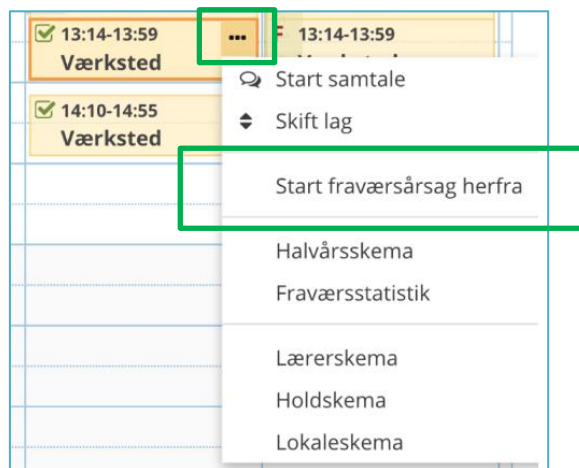 13:14-13:59
Værksted
14:10-14:55
Værksted
F 13:14-13:59
Start samtale
Skift lag
Start fraværsårsag herfra
Halvårsskema
Fraværsstatistik
Lærerskema
Holdskema
Lokaleskema